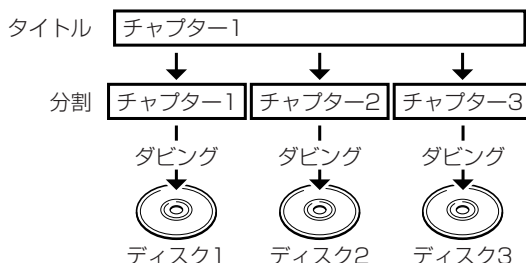 タイトル チャプター1
分割 チャプター1 チャプター2 チャプター3
ダビング ダビング ダビング
ディスク1 ディスク2 ディスク3